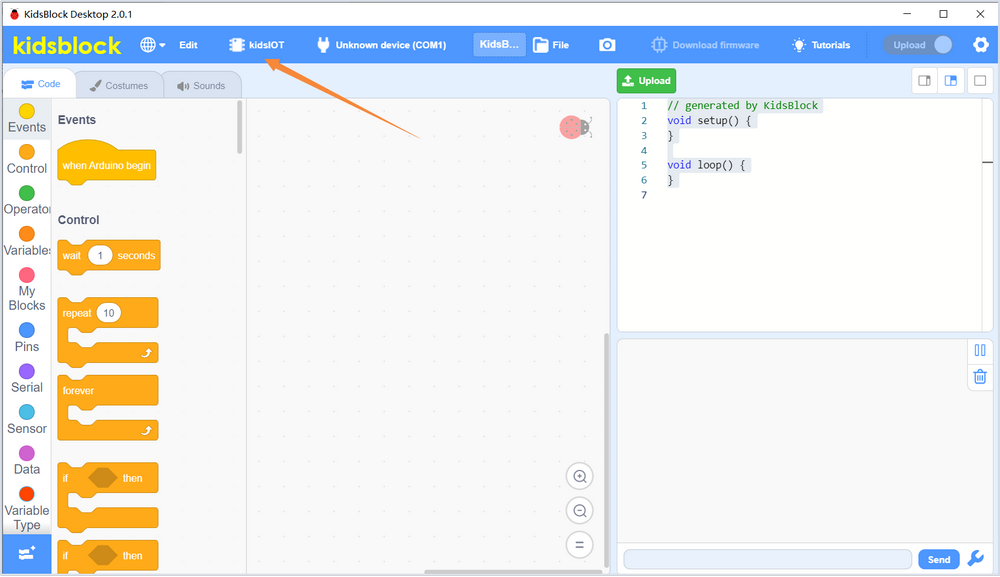 KidsBlock Desktop 2.0.1
kidsblock
Edit
kidsIOT
Unknown device (COM1)
KidsB...
File
Download firmware
Tutorials
Upload
Code
Costumes
Sounds
Upload
Events
Control
Operator
Variables
My
Blocks
Pins
Serial
Sensor
Data
Variable
Type
Events
when Arduino begin
Control
wait 1 seconds
repeat 10
forever
if then
if then
1 // generated by KidsBlock
2 void setup() {
3 }
4
5 void loop() {
6 }
7
Send